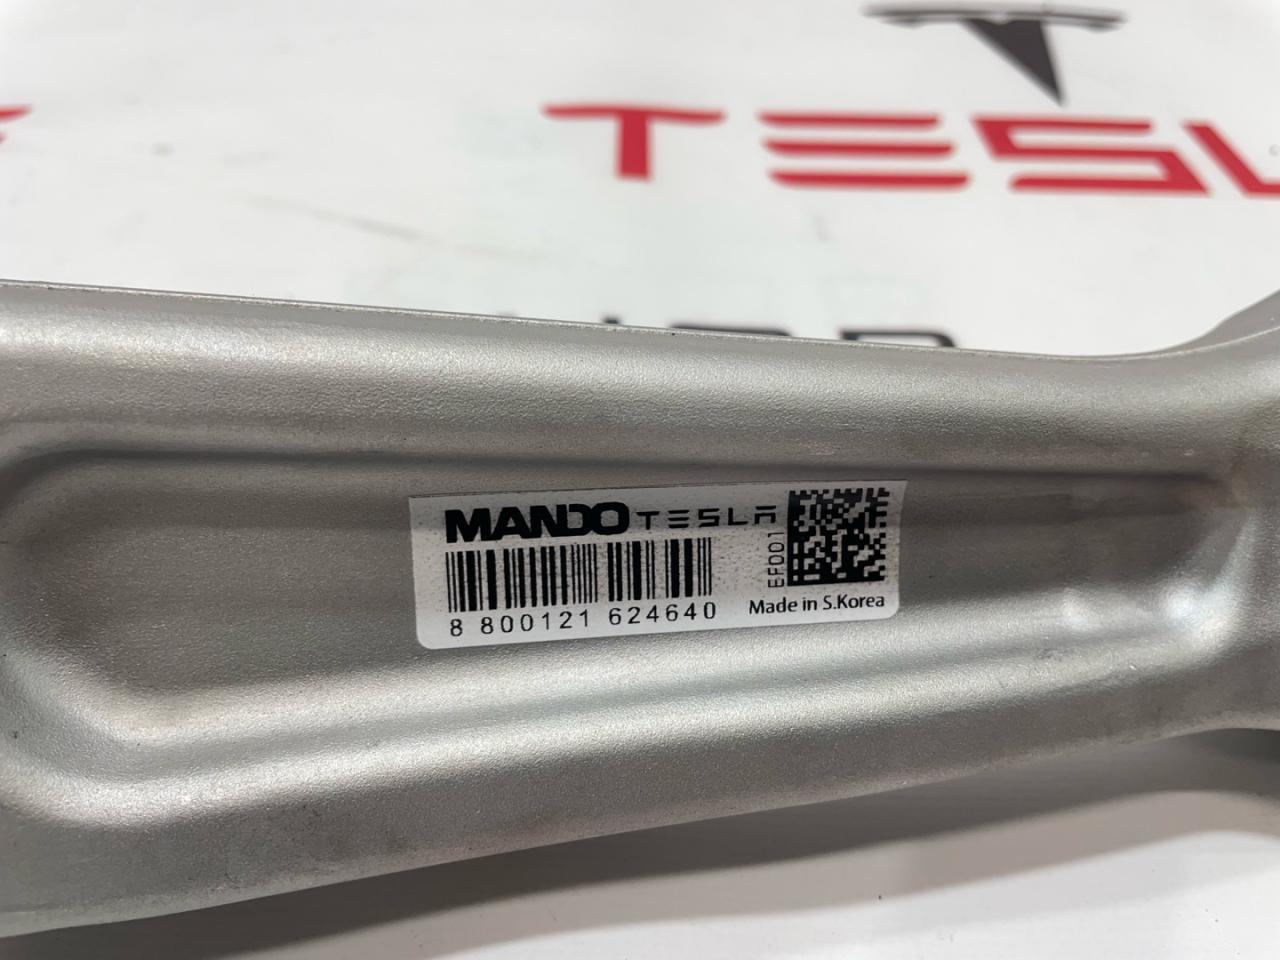 TESL
MANDO TESLA
EF001
8 800121 624640
Made in S.Korea